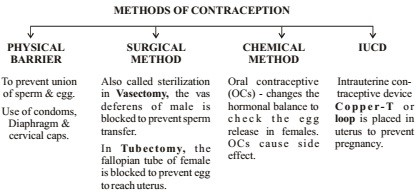 METHODS OF CONTRACEPTION
PHYSICAL
BARRIER
To prevent union
of sperm & egg.
Use of condoms,
Diaphragm &
cervical caps.
SURGICAL
METHOD
Also called sterilization
in Vasectomy, the vas
deferens of male is
blocked to prevent sperm
transfer.
In Tubectomy, the
fallopian tube of female
is blocked to prevent egg
to reach uterus.
CHEMICAL
METHOD
Oral contraceptive
(OCs) - changes the
hormonal balance to
check the egg
release in females.
OCs cause side
effect.
IUCD
Intrauterine con-
traceptive device
Copper-T or
loop is placed in
uterus to prevent
pregnancy.